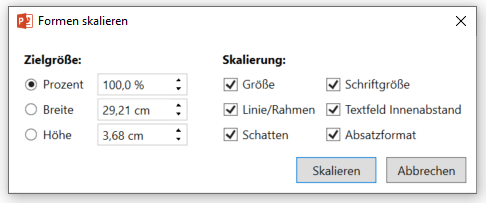 Formen skalieren
Zielgröße: Skalierung:
Prozent 100,0 % Größe Schriftgröße
Breite 29,21 cm Linie/Rahmen Textfeld Innenabstand
Höhe 3,68 cm Schatten Absatzformat
Skalieren Abbrechen